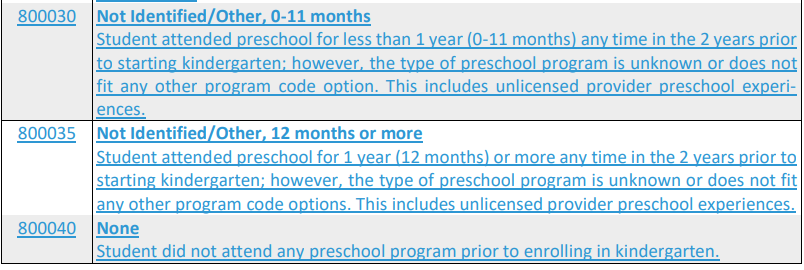 800030 Not Identified/Other, 0-11 months
Student attended preschool for less than 1 year (0-11 months) any time in the 2 years prior
to starting kindergarten; however, the type of preschool program is unknown or does not
fit any other program code option. This includes unlicensed provider preschool experi-
ences.
800035 Not Identified/Other, 12 months or more
Student attended preschool for 1 year (12 months) or more any time in the 2 years prior to
starting kindergarten; however, the type of preschool program is unknown or does not fit
any other program code options. This includes unlicensed provider preschool experiences.
800040 None
Student did not attend any preschool program prior to enrolling in kindergarten.